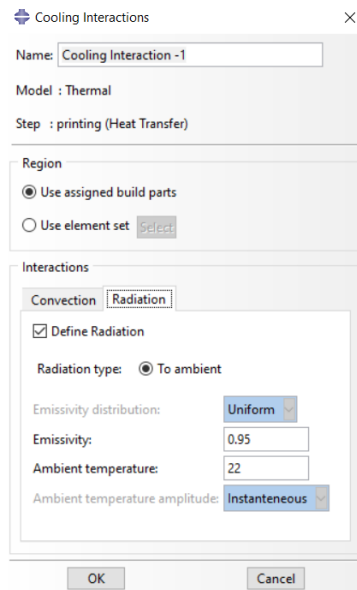 Cooling Interactions
Name: Cooling Interaction -1
Model : Thermal
Step : printing (Heat Transfer)
Region
Use assigned build parts
Use element set Select
Interactions
Convection Radiation
Define Radiation
Radiation type: To ambient
Emissivity distribution: Uniform
Emissivity: 0.95
Ambient temperature: 22
Ambient temperature amplitude: Instanteneous
OK Cancel